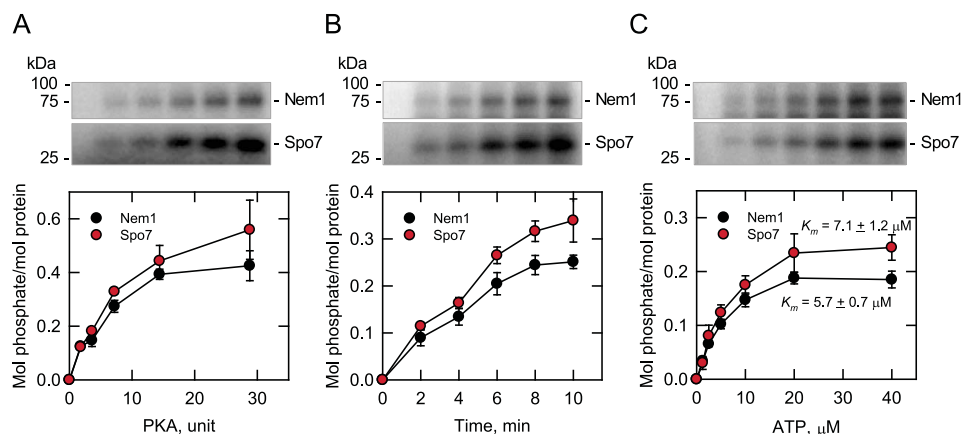 A
kDa
100 -
75 -
- Nem1
- Spo7
25 -
Mol phosphate/mol protein
0.6
0.4
0.2
0.0
Nem1
Spo7
0 10 20 30
PKA, unit
B
kDa
100 -
75 -
- Nem1
- Spo7
25 -
0.4
0.3
0.2
0.1
0.0
Nem1
Spo7
0 2 4 6 8 10
Time, min
C
kDa
100 -
75 -
- Nem1
- Spo7
25 -
Mol phosphate/mol protein
0.3
0.2
0.1
0.0
Nem1
Spo7
Km = 7.1 ± 1.2 μM
Km = 5.7 ± 0.7 μM
0 10 20 30 40
ATP, μM